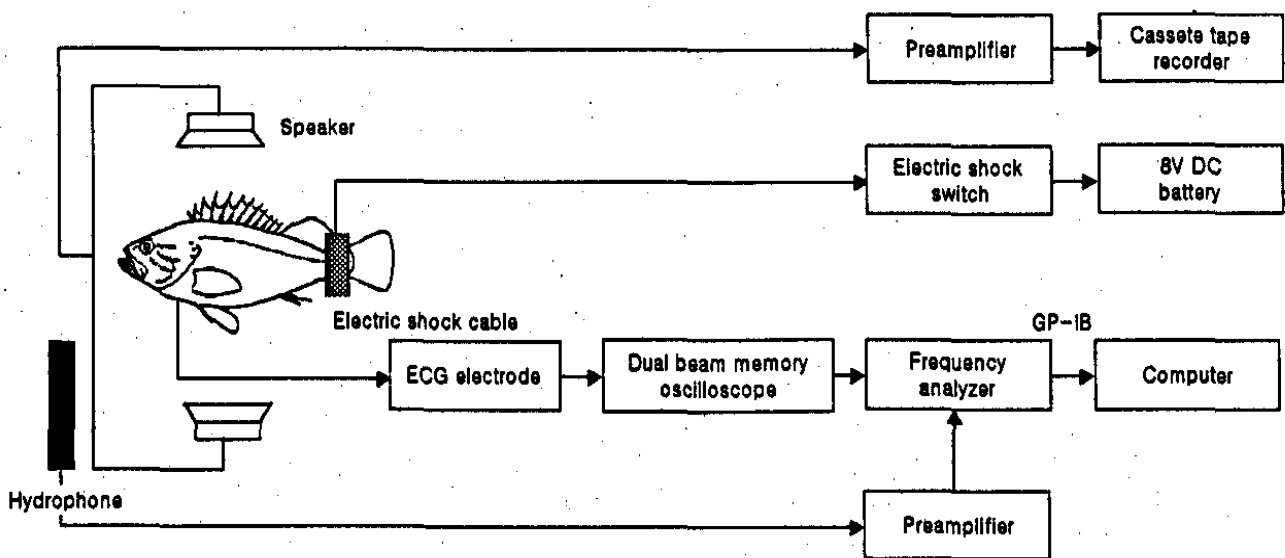 Preamplifier
Cassete tape
recorder
Speaker
Electric shock
switch
8V DC
battery
Electric shock cable
GP-IB
ECG electrode
Dual beam memory
oscilloscope
Frequency
analyzer
Computer
Hydrophone
Preamplifier